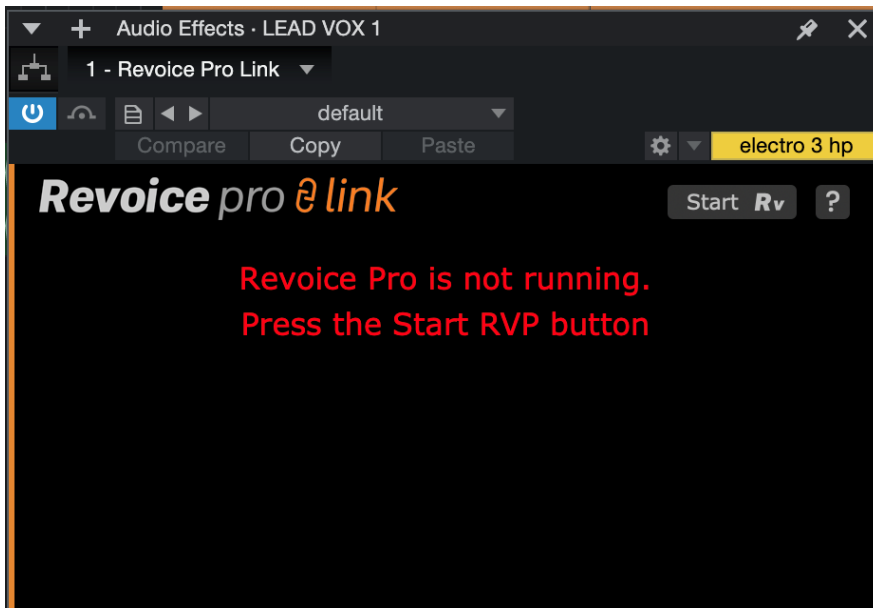 Audio Effects · LEAD VOX 1
1 - Revoice Pro Link
default
Compare Copy Paste
electro 3 hp
Revoice pro link
Start Rv ?
Revoice Pro is not running.
Press the Start RVP button